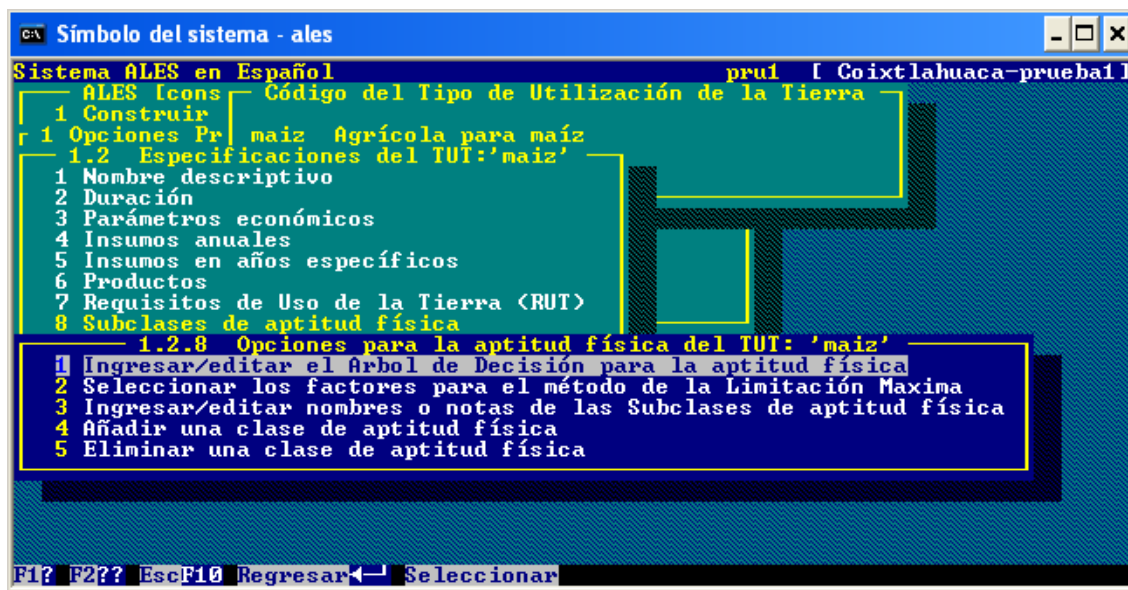 Símbolo del sistema - ales
Sistema ALES en Español pru1 [ Coixtlahuaca-prueba1]
ALES [cons Código del Tipo de Utilización de la Tierra
1 Construir
1 Opciones Pr maiz Agrícola para maíz
1.2 Especificaciones del TUT:'maiz'
1 Nombre descriptivo
2 Duración
3 Parámetros económicos
4 Insumos anuales
5 Insumos en años específicos
6 Productos
7 Requisitos de Uso de la Tierra (RUT)
8 Subclases de aptitud física
1.2.8 Opciones para la aptitud física del TUT: 'maiz'
1 Ingresar/editar el Arbol de Decisión para la aptitud física
2 Seleccionar los factores para el método de la Limitación Maxima
3 Ingresar/editar nombres o notas de las Subclases de aptitud física
4 Añadir una clase de aptitud física
5 Eliminar una clase de aptitud física
F1? F2?? EscF10 Regresar◄─┘ Seleccionar